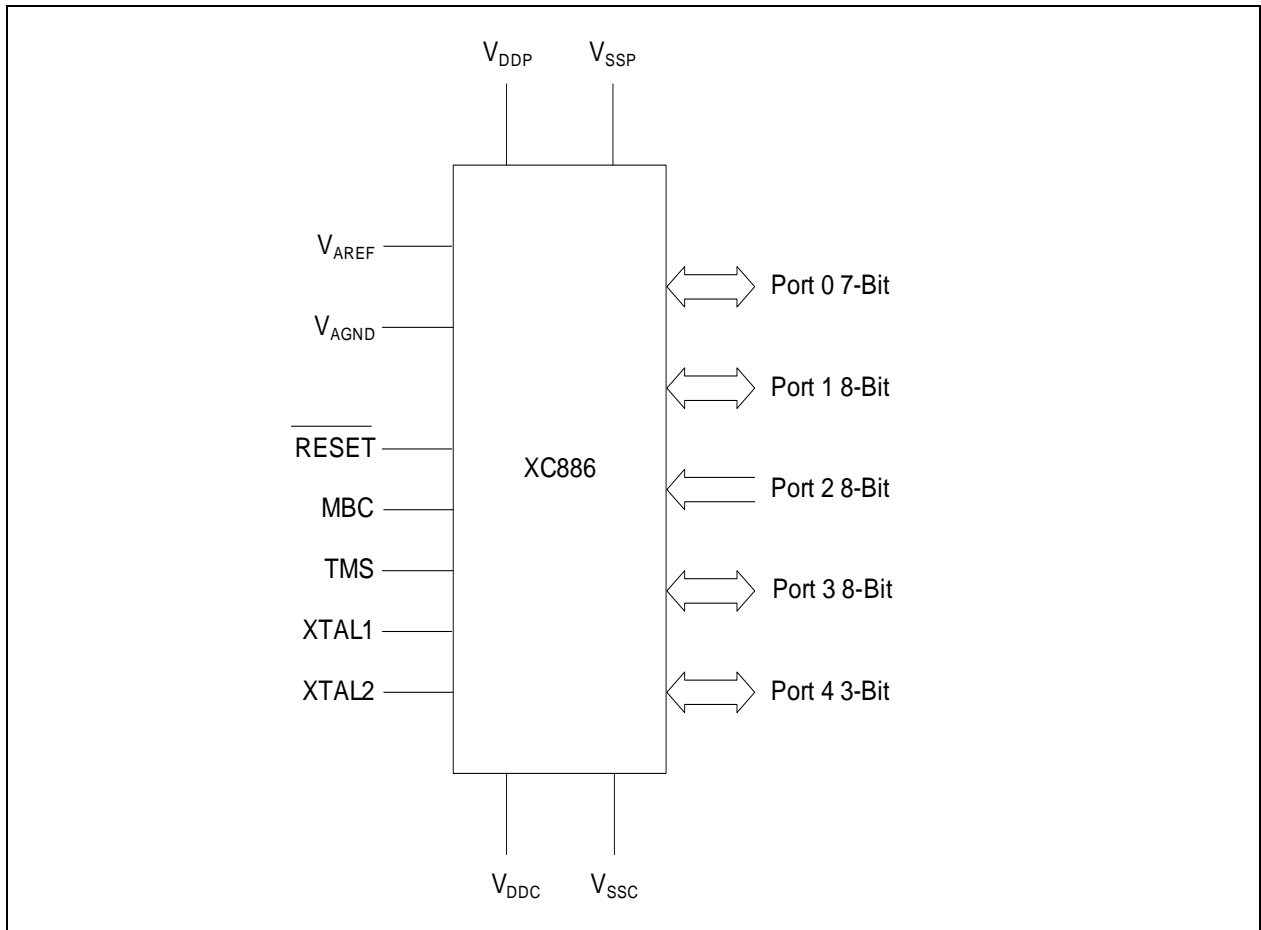 VDDP VSSP
VAREF
VAGND
RESET
MBC
TMS
XTAL1
XTAL2
XC886
Port 0 7-Bit
Port 1 8-Bit
Port 2 8-Bit
Port 3 8-Bit
Port 4 3-Bit
VDDC VSSC